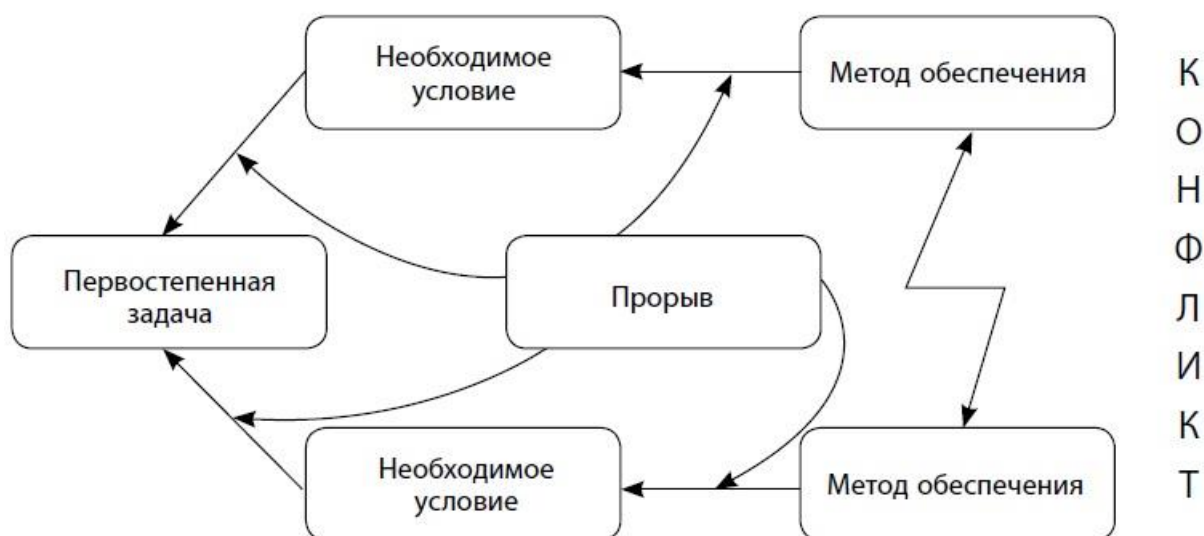 Необходимое
условие
Метод обеспечения
Первостепенная
задача
Прорыв
Необходимое
условие
Метод обеспечения
К
О
Н
Ф
Л
И
К
Т